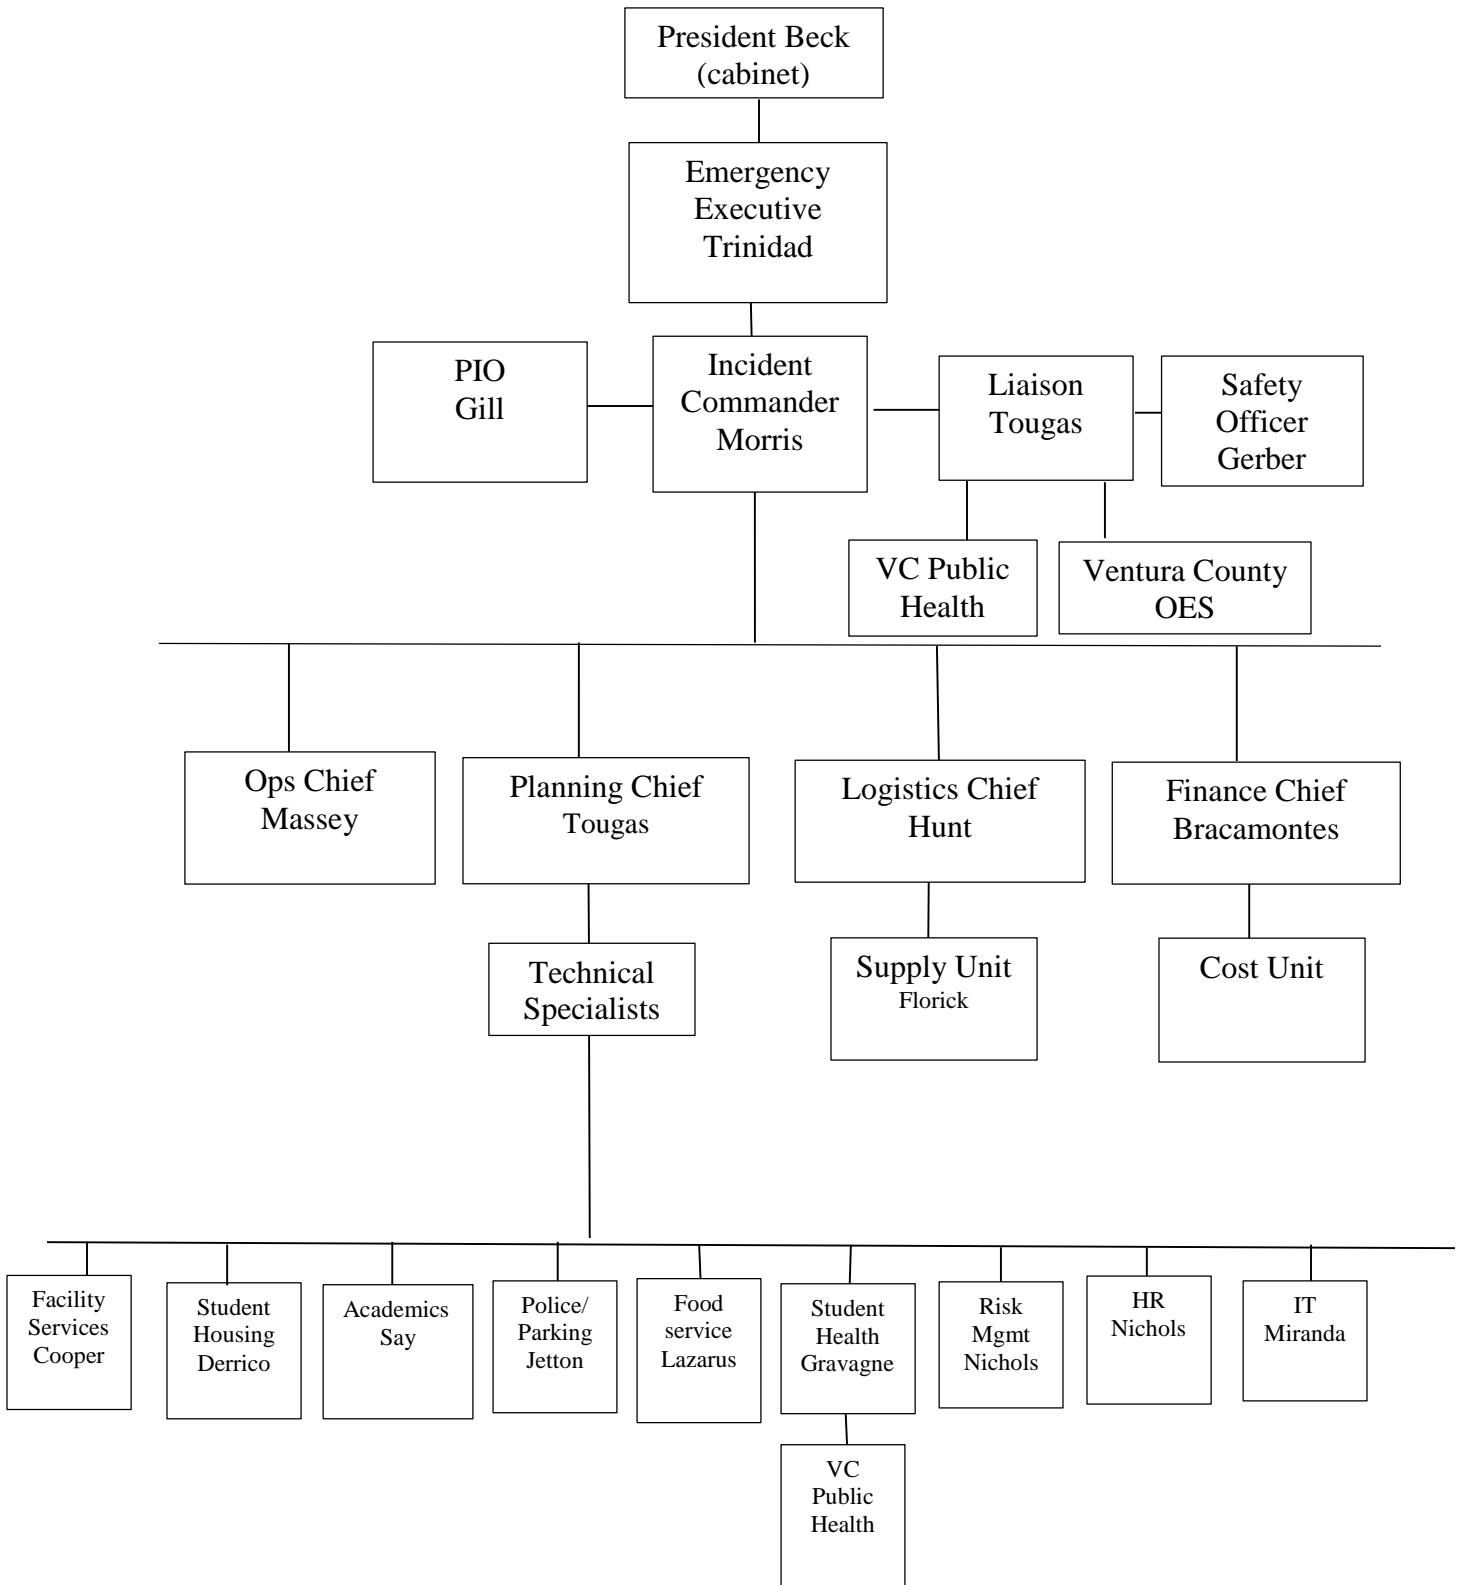 President Beck
(cabinet)
Emergency
Executive
Trinidad
PIO
Gill
Incident
Commander
Morris
Liaison
Tougas
Safety
Officer
Gerber
VC Public
Health
Ventura County
OES
Ops Chief
Massey
Planning Chief
Tougas
Logistics Chief
Hunt
Finance Chief
Bracamontes
Technical
Specialists
Supply Unit
Florick
Cost Unit
Facility
Services
Cooper
Student
Housing
Derrico
Academics
Say
Police/
Parking
Jetton
Food
service
Lazarus
Student
Health
Gravagne
Risk
Mgmt
Nichols
HR
Nichols
IT
Miranda
VC
Public
Health